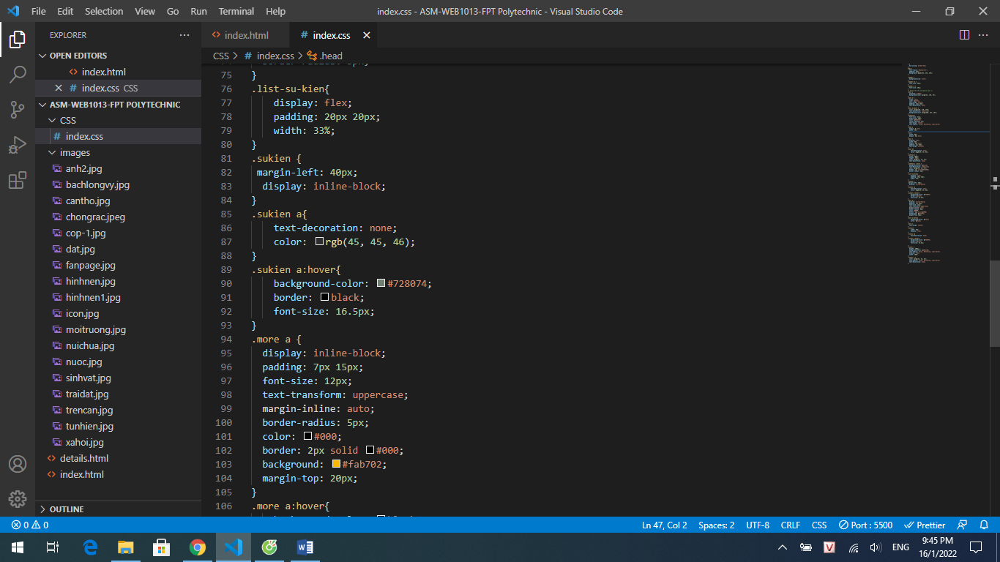 File Edit Selection View Go Run Terminal Help index.css - ASM-WEB1013-FPT Polytechnic - Visual Studio Code
EXPLORER
OPEN EDITORS
index.html
index.css CSS
ASM-WEB1013-FPT POLYTECHNIC
CSS
index.css
images
anh2.jpg
bachlongvy.jpg
cantho.jpg
chongrac.jpeg
cop-1.jpg
dat.jpg
fanpage.jpg
hinhnen.jpg
hinhnen1.jpg
icon.jpg
moitruong.jpg
nuichua.jpg
nuoc.jpg
sinhvat.jpg
traidat.jpg
trencan.jpg
tunhien.jpg
xahoi.jpg
details.html
index.html
OUTLINE
index.html index.css
CSS > index.css > .head
75 }
76 .list-su-kien{
77 display: flex;
78 padding: 20px 20px;
79 width: 33%;
80 }
81 .sukien {
82 margin-left: 40px;
83 display: inline-block;
84 }
85 .sukien a{
86 text-decoration: none;
87 color: rgb(45, 45, 46);
88 }
89 .sukien a:hover{
90 background-color: #728074;
91 border: black;
92 font-size: 16.5px;
93 }
94 .more a {
95 display: inline-block;
96 padding: 7px 15px;
97 font-size: 12px;
98 text-transform: uppercase;
99 margin-inline: auto;
100 border-radius: 5px;
101 color: #000;
102 border: 2px solid #000;
103 background: #fab702;
104 margin-top: 20px;
105 }
106 .more a:hover{
0 0 Ln 47, Col 2 Spaces: 2 UTF-8 CRLF CSS Port : 5500 Prettier
V ENG 9:45 PM
16/1/2022